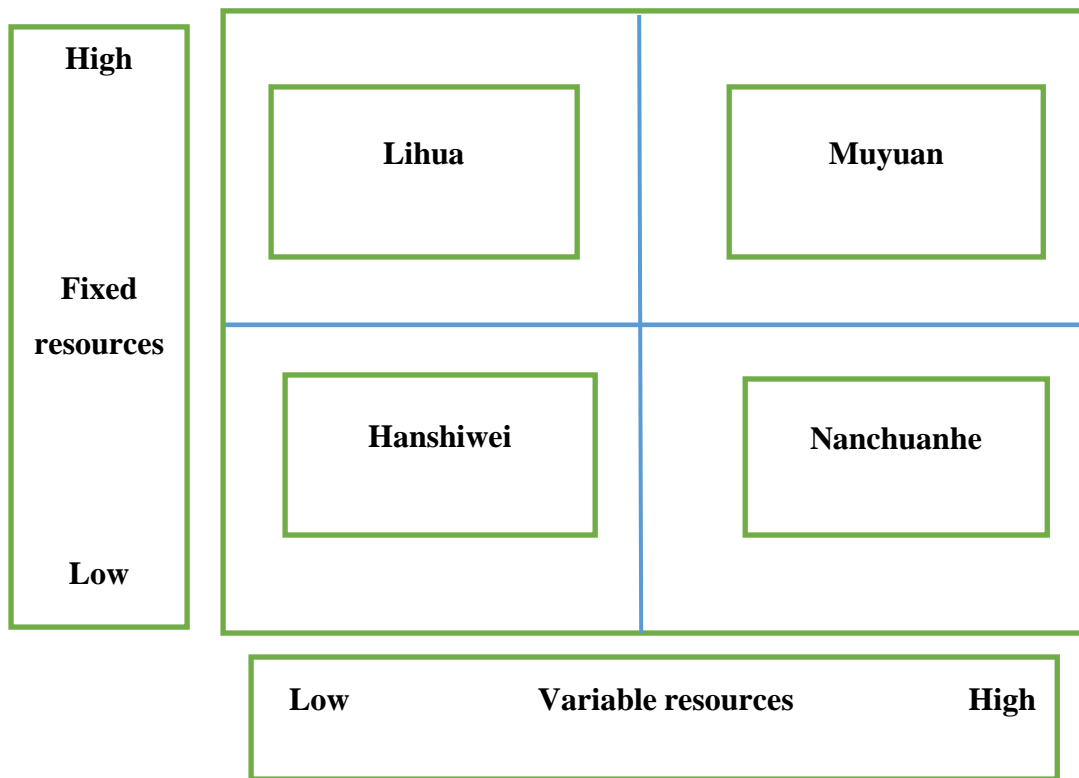 High
Fixed
resources
Low
Lihua
Muyuan
Hanshiwei
Nanchuanhe
Low Variable resources High